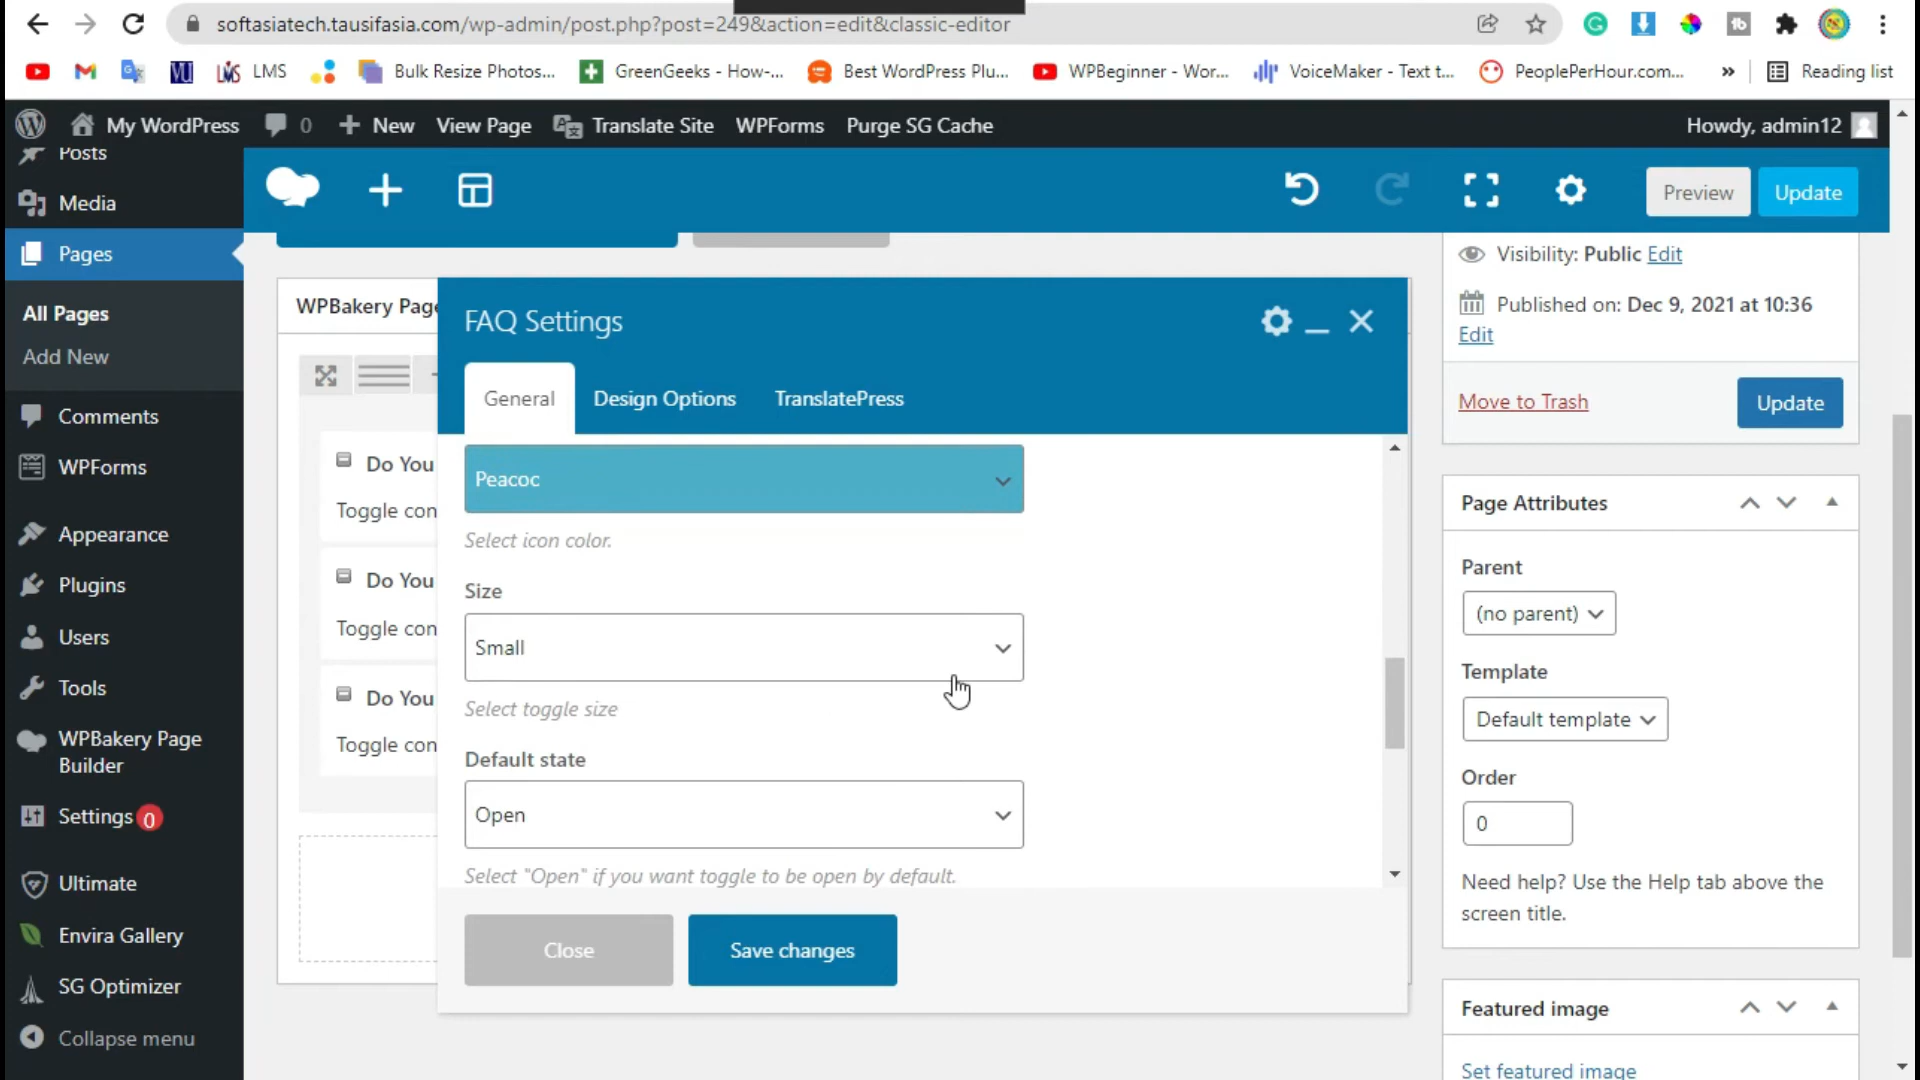 softasiatech.tausifasia.com/wp-admin/post.php?post=249&action=edit&classic-editor
LMS
Bulk Resize Photos...
GreenGeeks - How-...
Best WordPress Plu...
WPBeginner - Wor...
VoiceMaker - Text t...
PeoplePerHour.com...
»
Reading list
My WordPress
0
New
View Page
Translate Site
WPForms
Purge SG Cache
Howdy, admin12
Posts
Media
Pages
All Pages
Add New
Comments
WPForms
Appearance
Plugins
Users
Tools
WPBakery Page
Builder
Settings 0
Ultimate
Envira Gallery
SG Optimizer
Collapse menu
Preview
Update
WPBakery Page
Do You
Toggle con
Do You
Toggle con
Do You
Toggle con
FAQ Settings
General
Design Options
TranslatePress
Peacoc
Select icon color.
Size
Small
Select toggle size
Default state
Open
Select "Open" if you want toggle to be open by default.
Close
Save changes
Visibility: Public Edit
Published on: Dec 9, 2021 at 10:36
Edit
Move to Trash
Update
Page Attributes
Parent
(no parent)
Template
Default template
Order
0
Need help? Use the Help tab above the
screen title.
Featured image
Set featured image